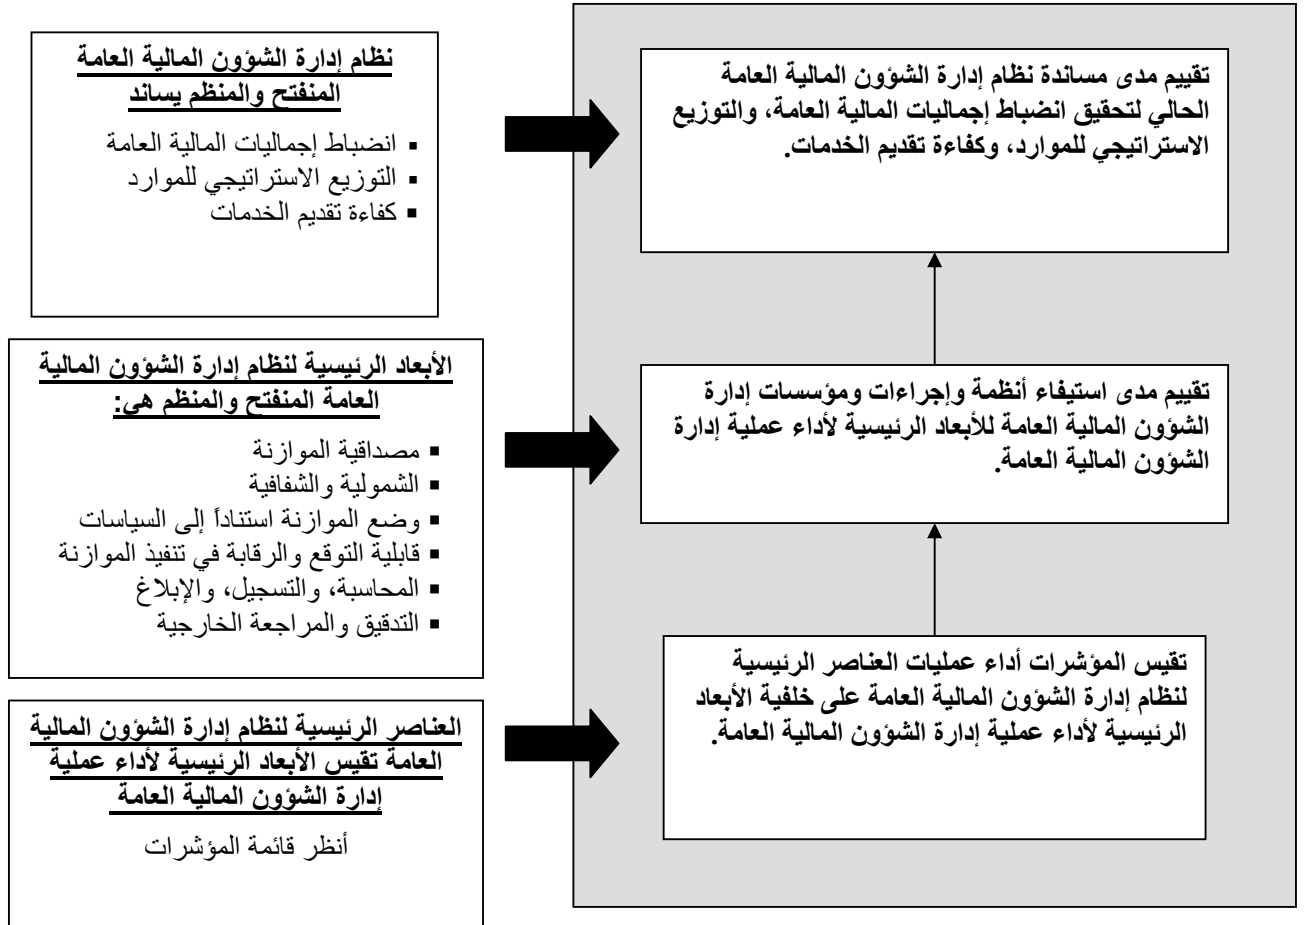 نظام إدارة الشؤون المالية العامة
المنفتح والمنظم يساند
▪ انضباط إجماليات المالية العامة
▪ التوزيع الاستراتيجي للموارد
▪ كفاءة تقديم الخدمات
تقييم مدى مساندة نظام إدارة الشؤون المالية العامة
الحالي لتحقيق انضباط إجماليات المالية العامة، والتوزيع
الاستراتيجي للموارد، وكفاءة تقديم الخدمات.
الأبعاد الرئيسية لنظام إدارة الشؤون المالية
العامة المنفتح والمنظم هي:
▪ مصداقية الموازنة
▪ الشمولية والشفافية
▪ وضع الموازنة استناداً إلى السياسات
▪ قابلية التوقع والرقابة في تنفيذ الموازنة
▪ المحاسبة، والتسجيل، والإبلاغ
▪ التدقيق والمراجعة الخارجية
تقييم مدى استيفاء أنظمة وإجراءات ومؤسسات إدارة
الشؤون المالية العامة للأبعاد الرئيسية لأداء عملية إدارة
الشؤون المالية العامة.
العناصر الرئيسية لنظام إدارة الشؤون المالية
العامة تقيس الأبعاد الرئيسية لأداء عملية
إدارة الشؤون المالية العامة
أنظر قائمة المؤشرات
تقيس المؤشرات أداء عمليات العناصر الرئيسية
لنظام إدارة الشؤون المالية العامة على خلفية الأبعاد
الرئيسية لأداء عملية إدارة الشؤون المالية العامة.